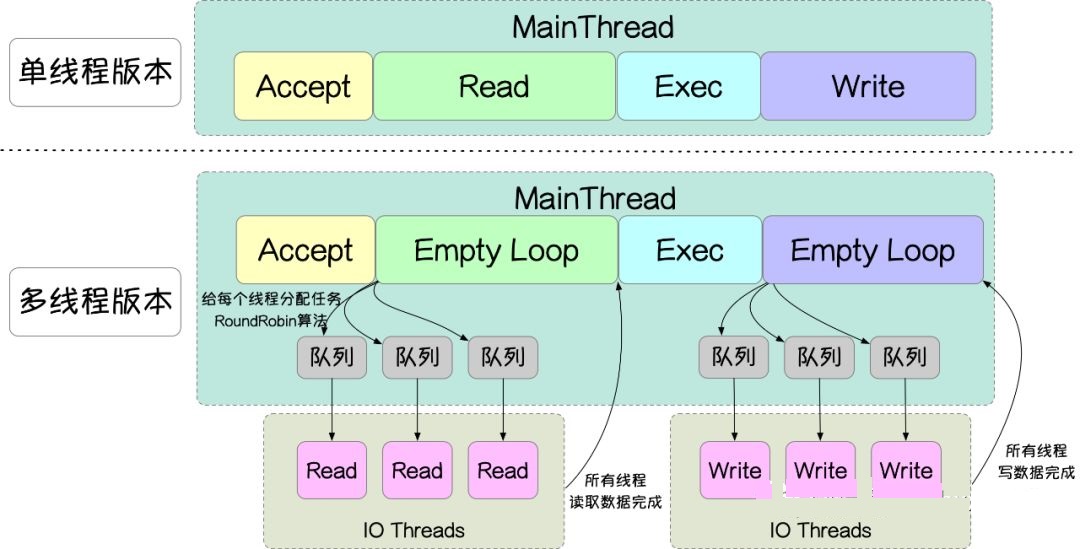 单线程版本
MainThread
Accept
Read
Exec
Write
多线程版本
MainThread
Accept
Empty Loop
Exec
Empty Loop
给每个线程分配任务
RoundRobin算法
队列
队列
队列
队列
队列
队列
Read
Read
Read
所有线程
读取数据完成
IO Threads
Write
Write
Write
所有线程
写数据完成
IO Threads